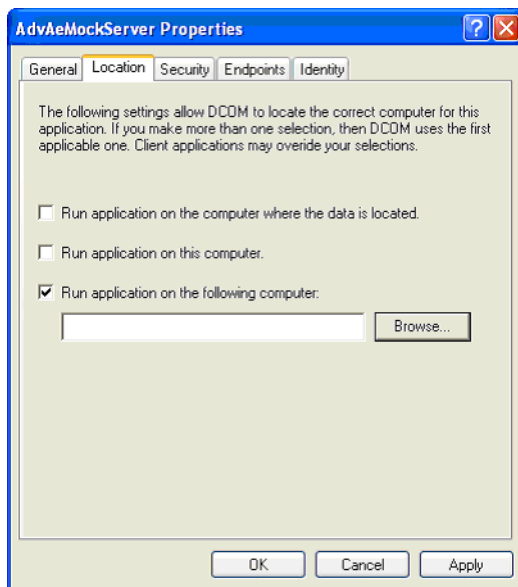 AdvAeMockServer Properties
General Location Security Endpoints Identity
The following settings allow DCOM to locate the correct computer for this
application. If you make more than one selection, then DCOM uses the first
applicable one. Client applications may overide your selections.
Run application on the computer where the data is located.
Run application on this computer.
Run application on the following computer:
Browse...
OK Cancel Apply